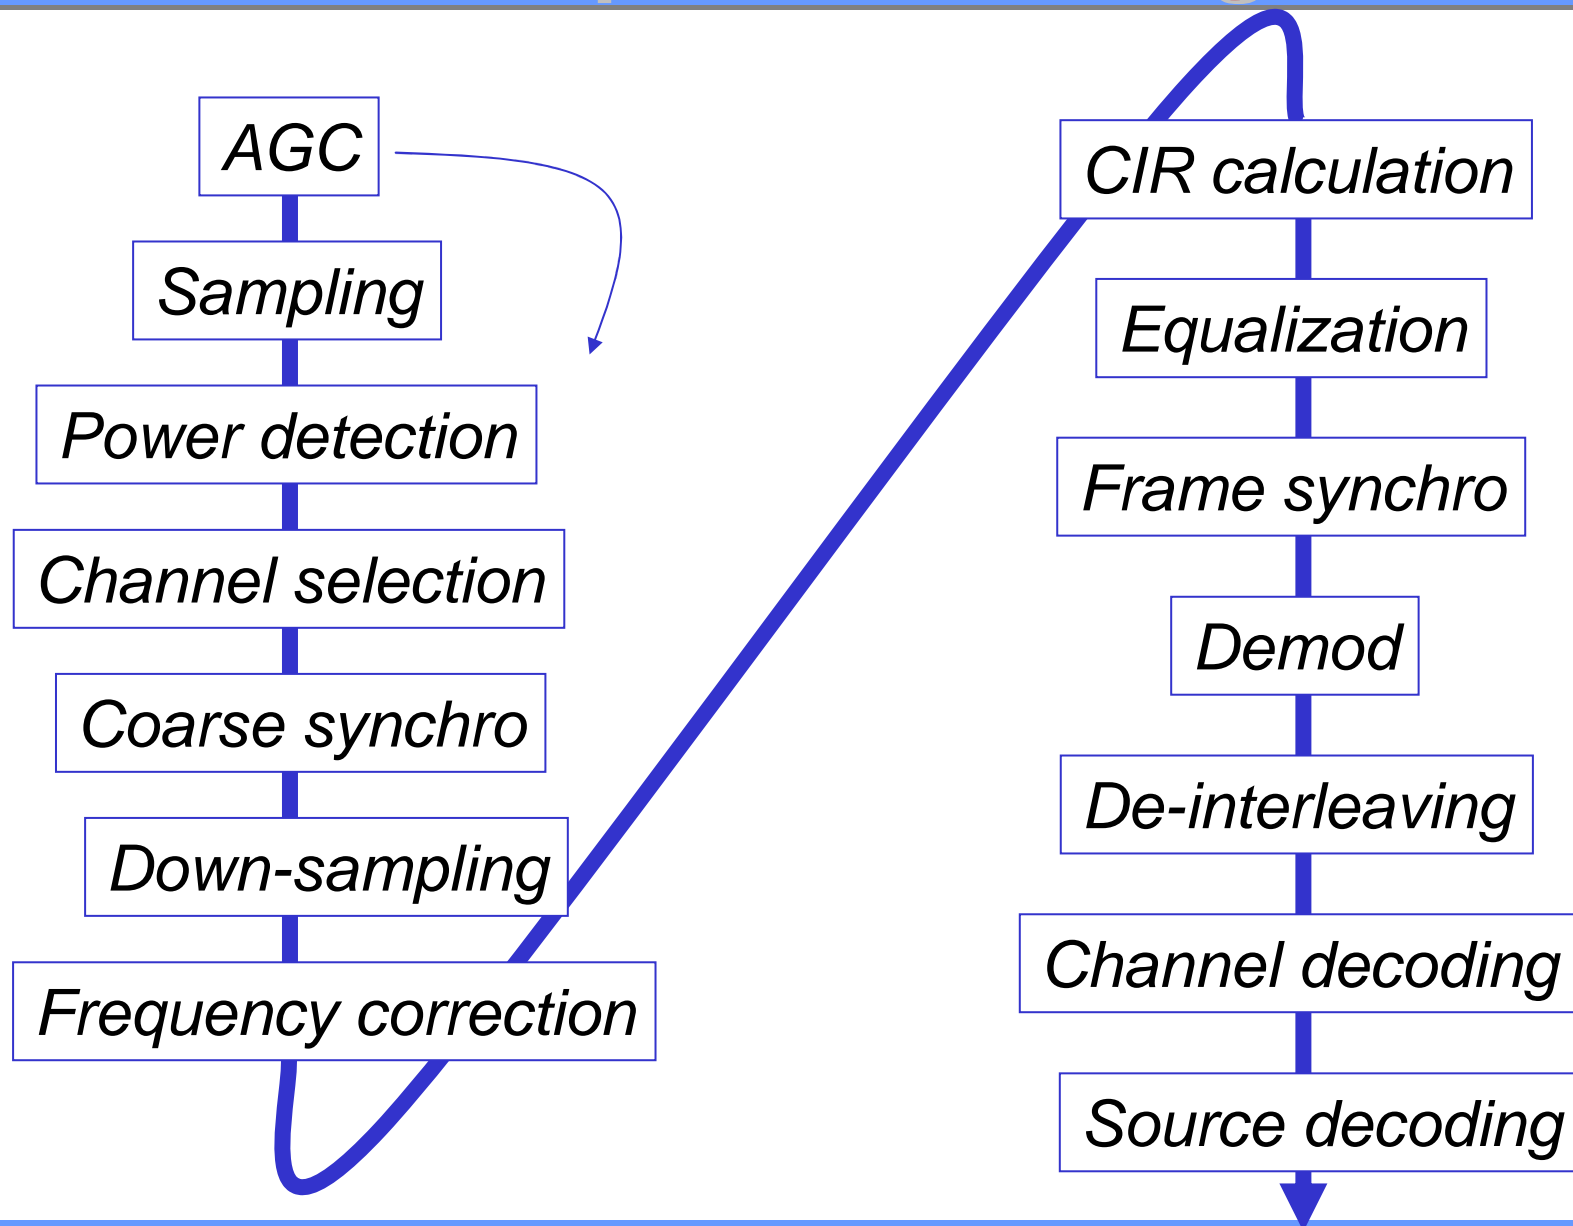 AGC
Sampling
Power detection
Channel selection
Coarse synchro
Down-sampling
Frequency correction
CIR calculation
Equalization
Frame synchro
Demod
De-interleaving
Channel decoding
Source decoding